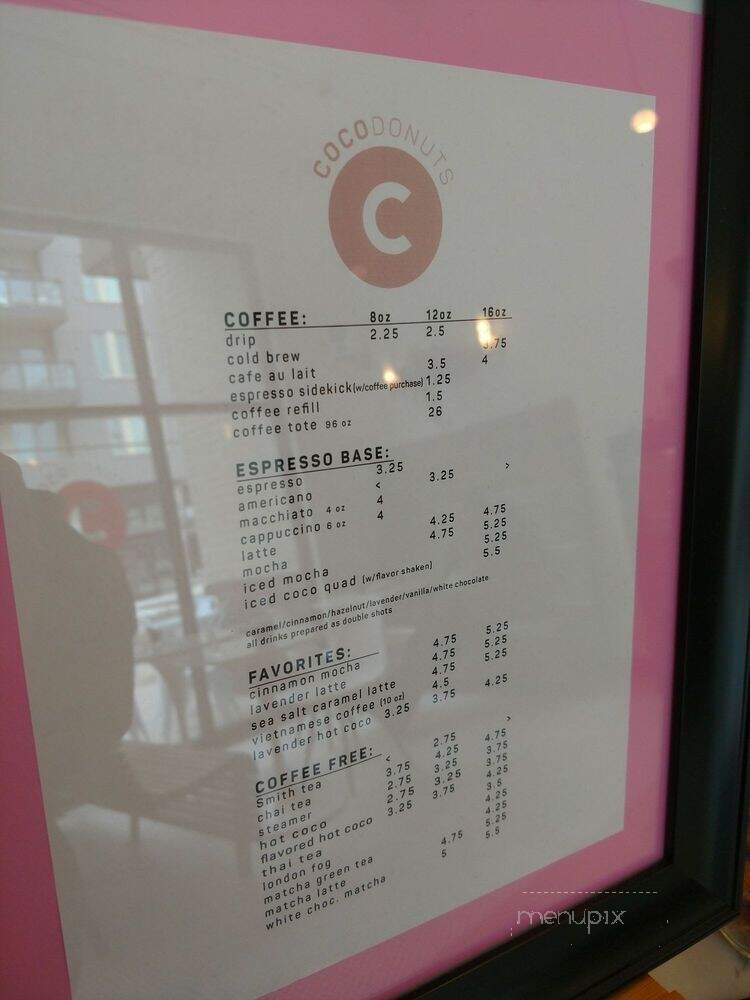 COCODONUTS
C
COFFEE: 8oz 12oz 16oz
drip 2.25 2.5
cold brew 3.75
cafe au lait 3.5 4
espresso sidekick (w/coffee purchase) 1.25
coffee refill 1.5
coffee tote 96 oz 26
ESPRESSO BASE:
espresso 3.25
americano < 3.25 >
macchiato 4 oz 4
cappuccino 6 oz 4
latte 4.25 4.75
mocha 4.75 5.25
iced mocha 5.25
iced coco quad (w/flavor shaken) 5.5
caramel/cinnamon/hazelnut/lavender/vanilla/white chocolate
all drinks prepared as double shots
FAVORITES:
cinnamon mocha 4.75 5.25
lavender latte 4.75 5.25
sea salt caramel latte 4.75 5.25
vietnamese coffee (10 oz) 4.5
lavender hot coco 3.25 3.75 4.25
COFFEE FREE:
Smith tea < 2.75 >
chai tea 3.75 4.25 4.75
steamer 2.75 3.25 3.75
hot coco 2.75 3.25 3.75
flavored hot coco 3.25 3.75 4.25
thai tea 3.5
london fog 4.25
matcha green tea 4.25
matcha latte 4.75 5.25
white choc. matcha 5 5.5
menupix